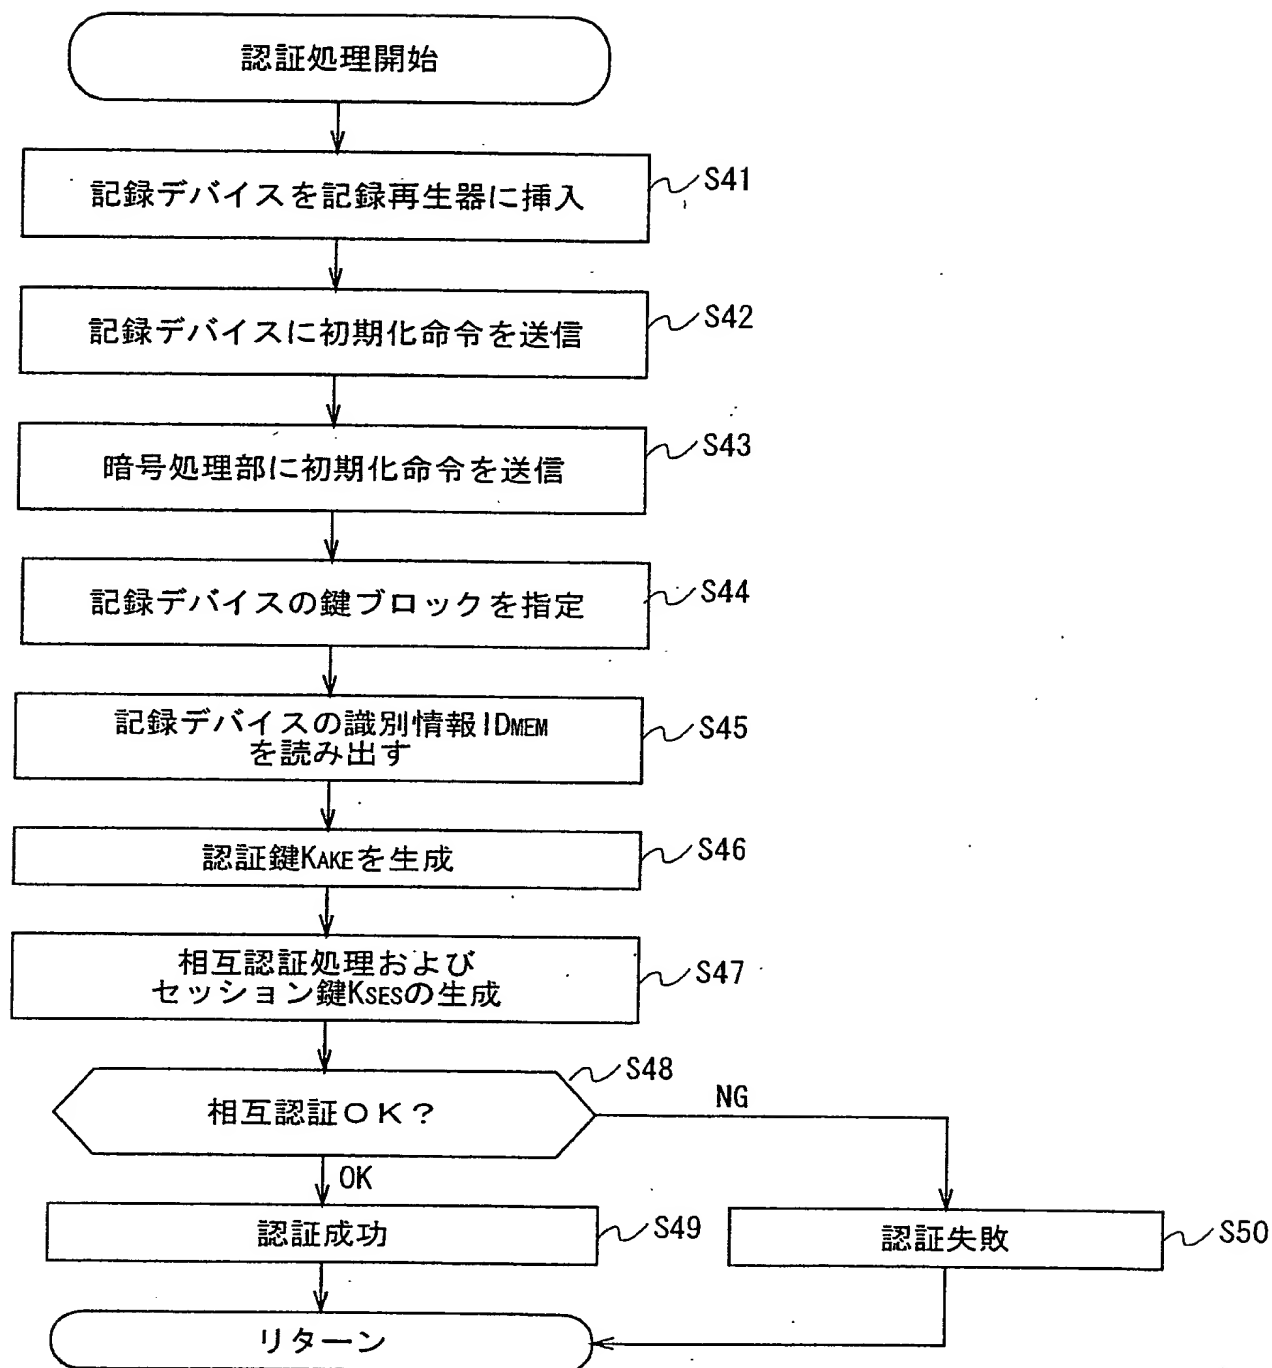 認証処理開始
記録デバイスを記録再生器に挿入
S41
記録デバイスに初期化命令を送信
S42
暗号処理部に初期化命令を送信
S43
記録デバイスの鍵ブロックを指定
S44
記録デバイスの識別情報IDMEM
を読み出す
S45
認証鍵KAKEを生成
S46
相互認証処理および
セッション鍵KSESの生成
S47
相互認証OK?
S48
NG
OK
認証成功
S49
認証失敗
S50
リターン